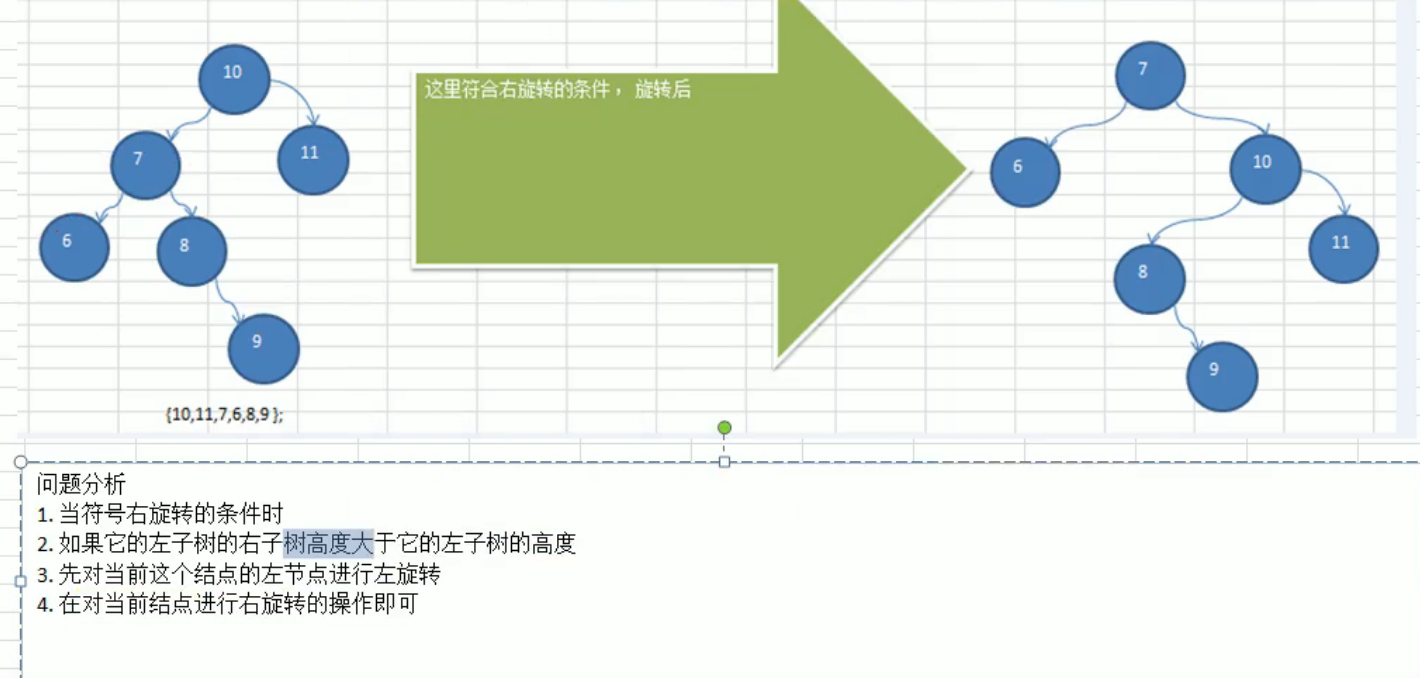 10
7
11
6
8
9
{10,11,7,6,8,9 };
这里符合右旋转的条件， 旋转后
7
6
10
11
8
9
问题分析
1. 当符号右旋转的条件时
2. 如果它的左子树的右子树高度大于它的左子树的高度
3. 先对当前这个结点的左节点进行左旋转
4. 在对当前结点进行右旋转的操作即可